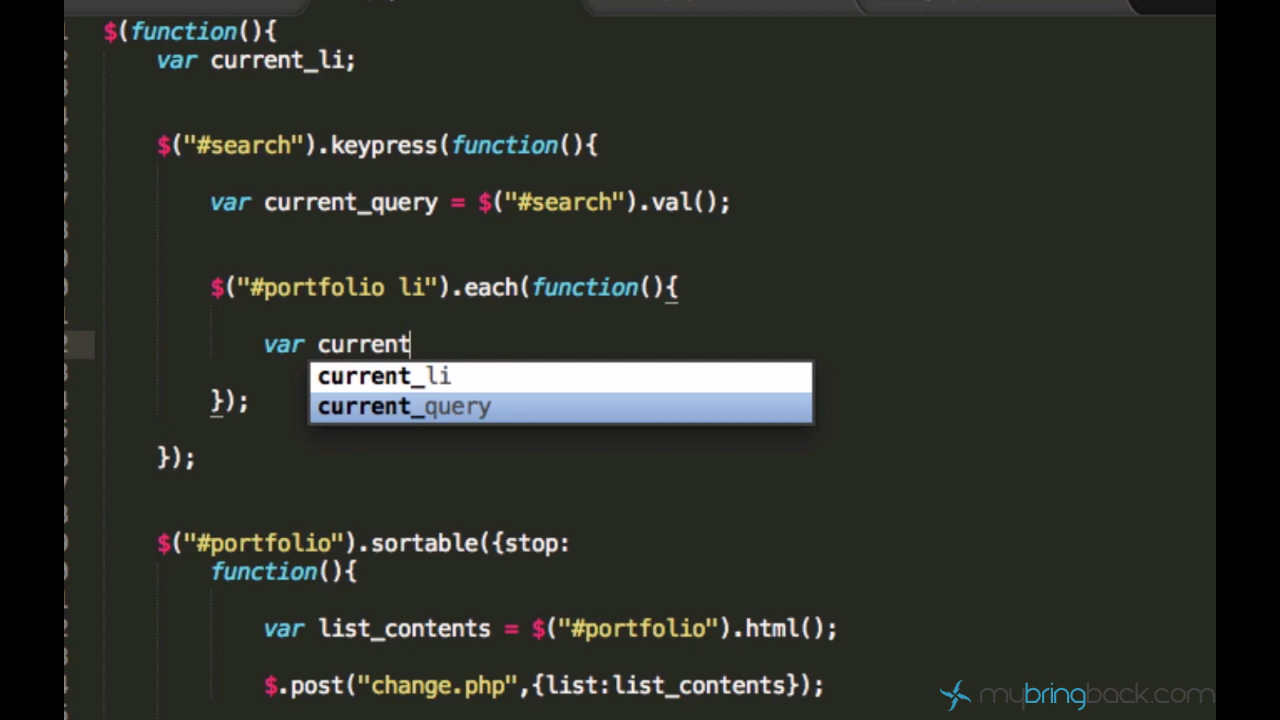 $(function(){
var current_li;
$("#search").keypress(function(){
var current_query = $("#search").val();
$("#portfolio li").each(function(){
var current
current_li
current_query
});
});
$("#portfolio").sortable({stop:
function(){
var list_contents = $("#portfolio").html();
$.post("change.php",{list:list_contents});
mybringback.com